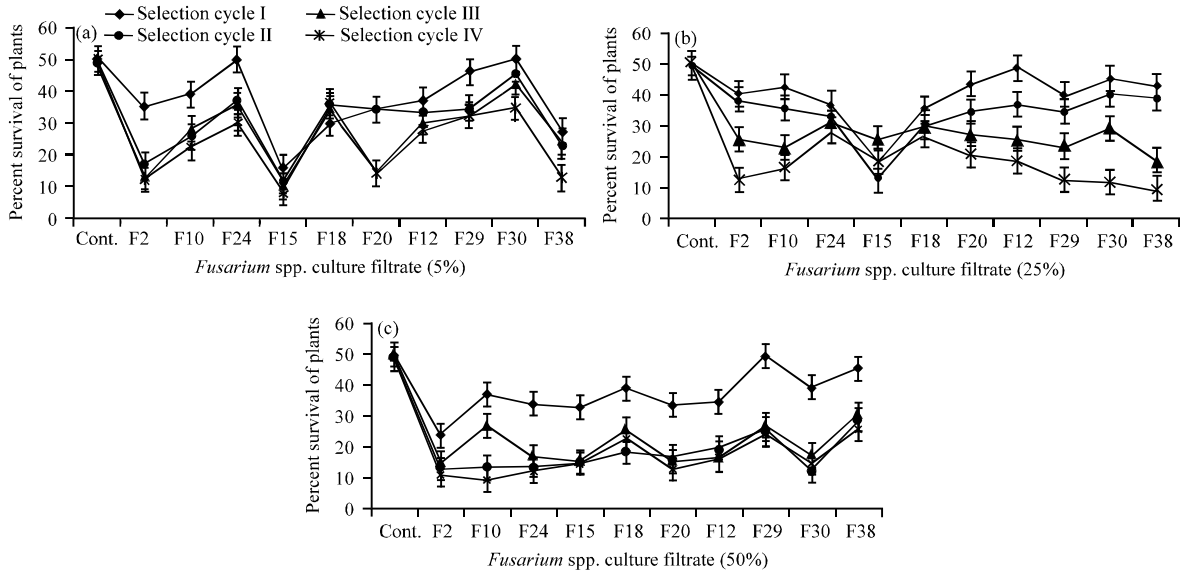 Selection cycle I
Selection cycle III
Selection cycle II
Selection cycle IV
(a)
Percent survival of plants
60
50
40
30
20
10
0
Cont. F2 F10 F24 F15 F18 F20 F12 F29 F30 F38
Fusarium spp. culture filtrate (5%)
(b)
Percent survival of plants
60
50
40
30
20
10
0
Cont. F2 F10 F24 F15 F18 F20 F12 F29 F30 F38
Fusarium spp. culture filtrate (25%)
(c)
Percent survival of plants
60
50
40
30
20
10
0
Cont. F2 F10 F24 F15 F18 F20 F12 F29 F30 F38
Fusarium spp. culture filtrate (50%)